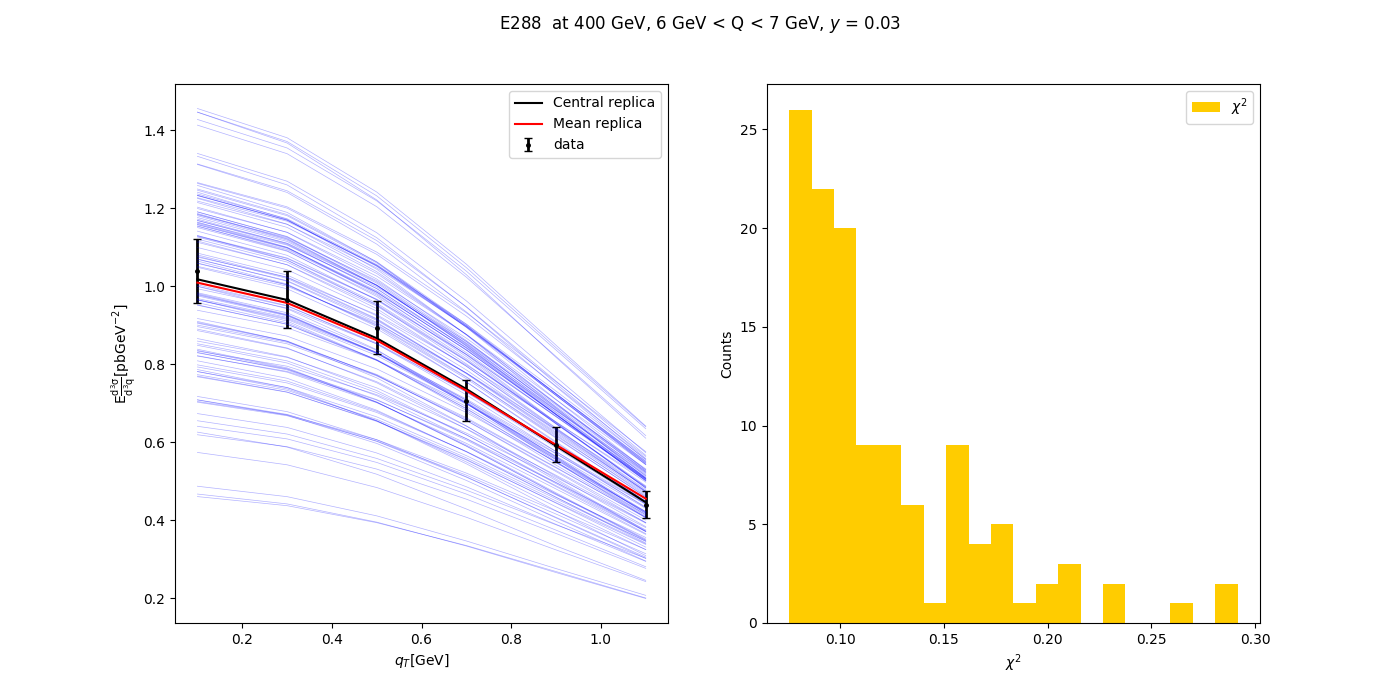 E288 at 400 GeV, 6 GeV < Q < 7 GeV, y = 0.03
Central replica
Mean replica
data
1.4
1.2
1.0
0.8
0.6
0.4
0.2
E d³σ/d³q [pbGeV⁻²]
0.2 0.4 0.6 0.8 1.0
q_T[GeV]
χ²
25
20
15
10
5
0
Counts
0.10 0.15 0.20 0.25 0.30
χ²